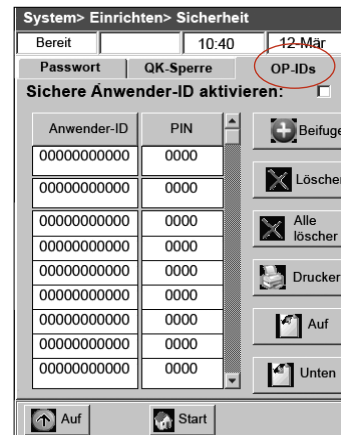 System> Einrichten> Sicherheit
Bereit 10:40 12-Mär
Passwort QK-Sperre OP-IDs
Sichere Anwender-ID aktivieren:
Anwender-ID PIN
Beifuge
00000000000 0000
00000000000 0000
Löscher
00000000000 0000
Alle
löscher
00000000000 0000
00000000000 0000
Drucker
00000000000 0000
00000000000 0000
Auf
00000000000 0000
00000000000 0000
Unten
Auf Start